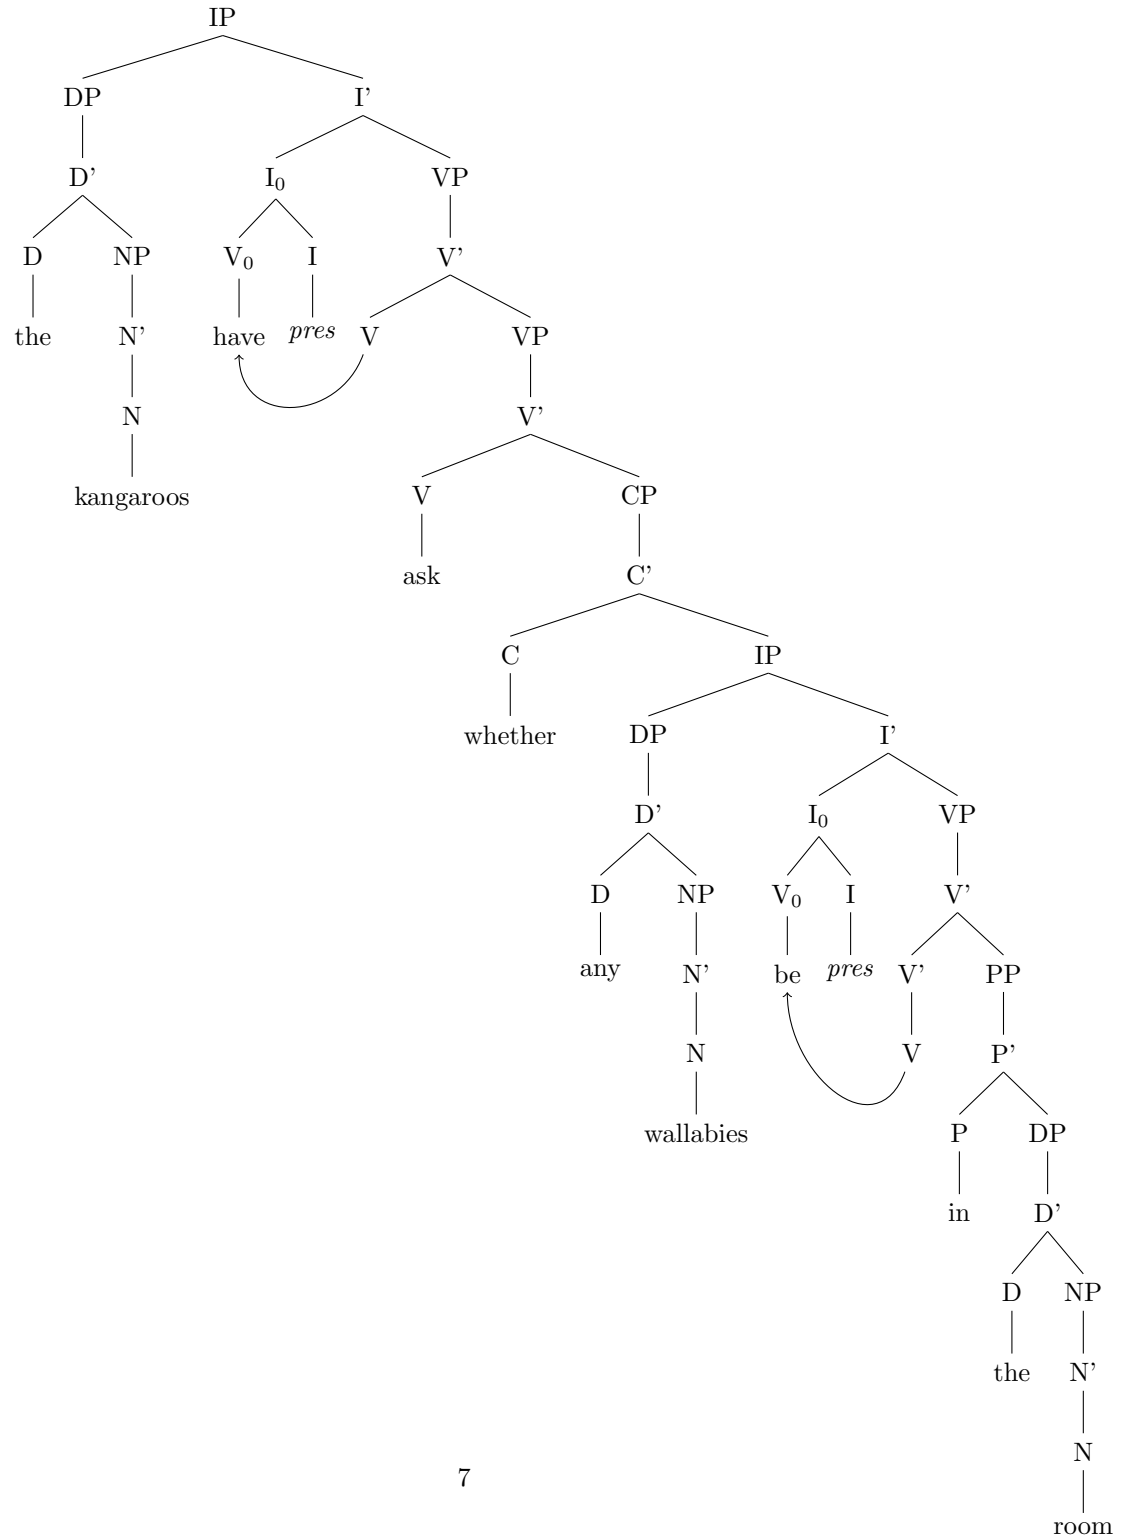 IP
DP I'
D' I₀ VP
D NP V₀ I V'
the N' have pres V VP
N V'
kangaroos V CP
ask C'
C IP
whether DP I'
D' I₀ VP
D NP V₀ I V'
any N' be pres V' PP
N V P'
wallabies P DP
in D'
D NP
the N'
N
7
room